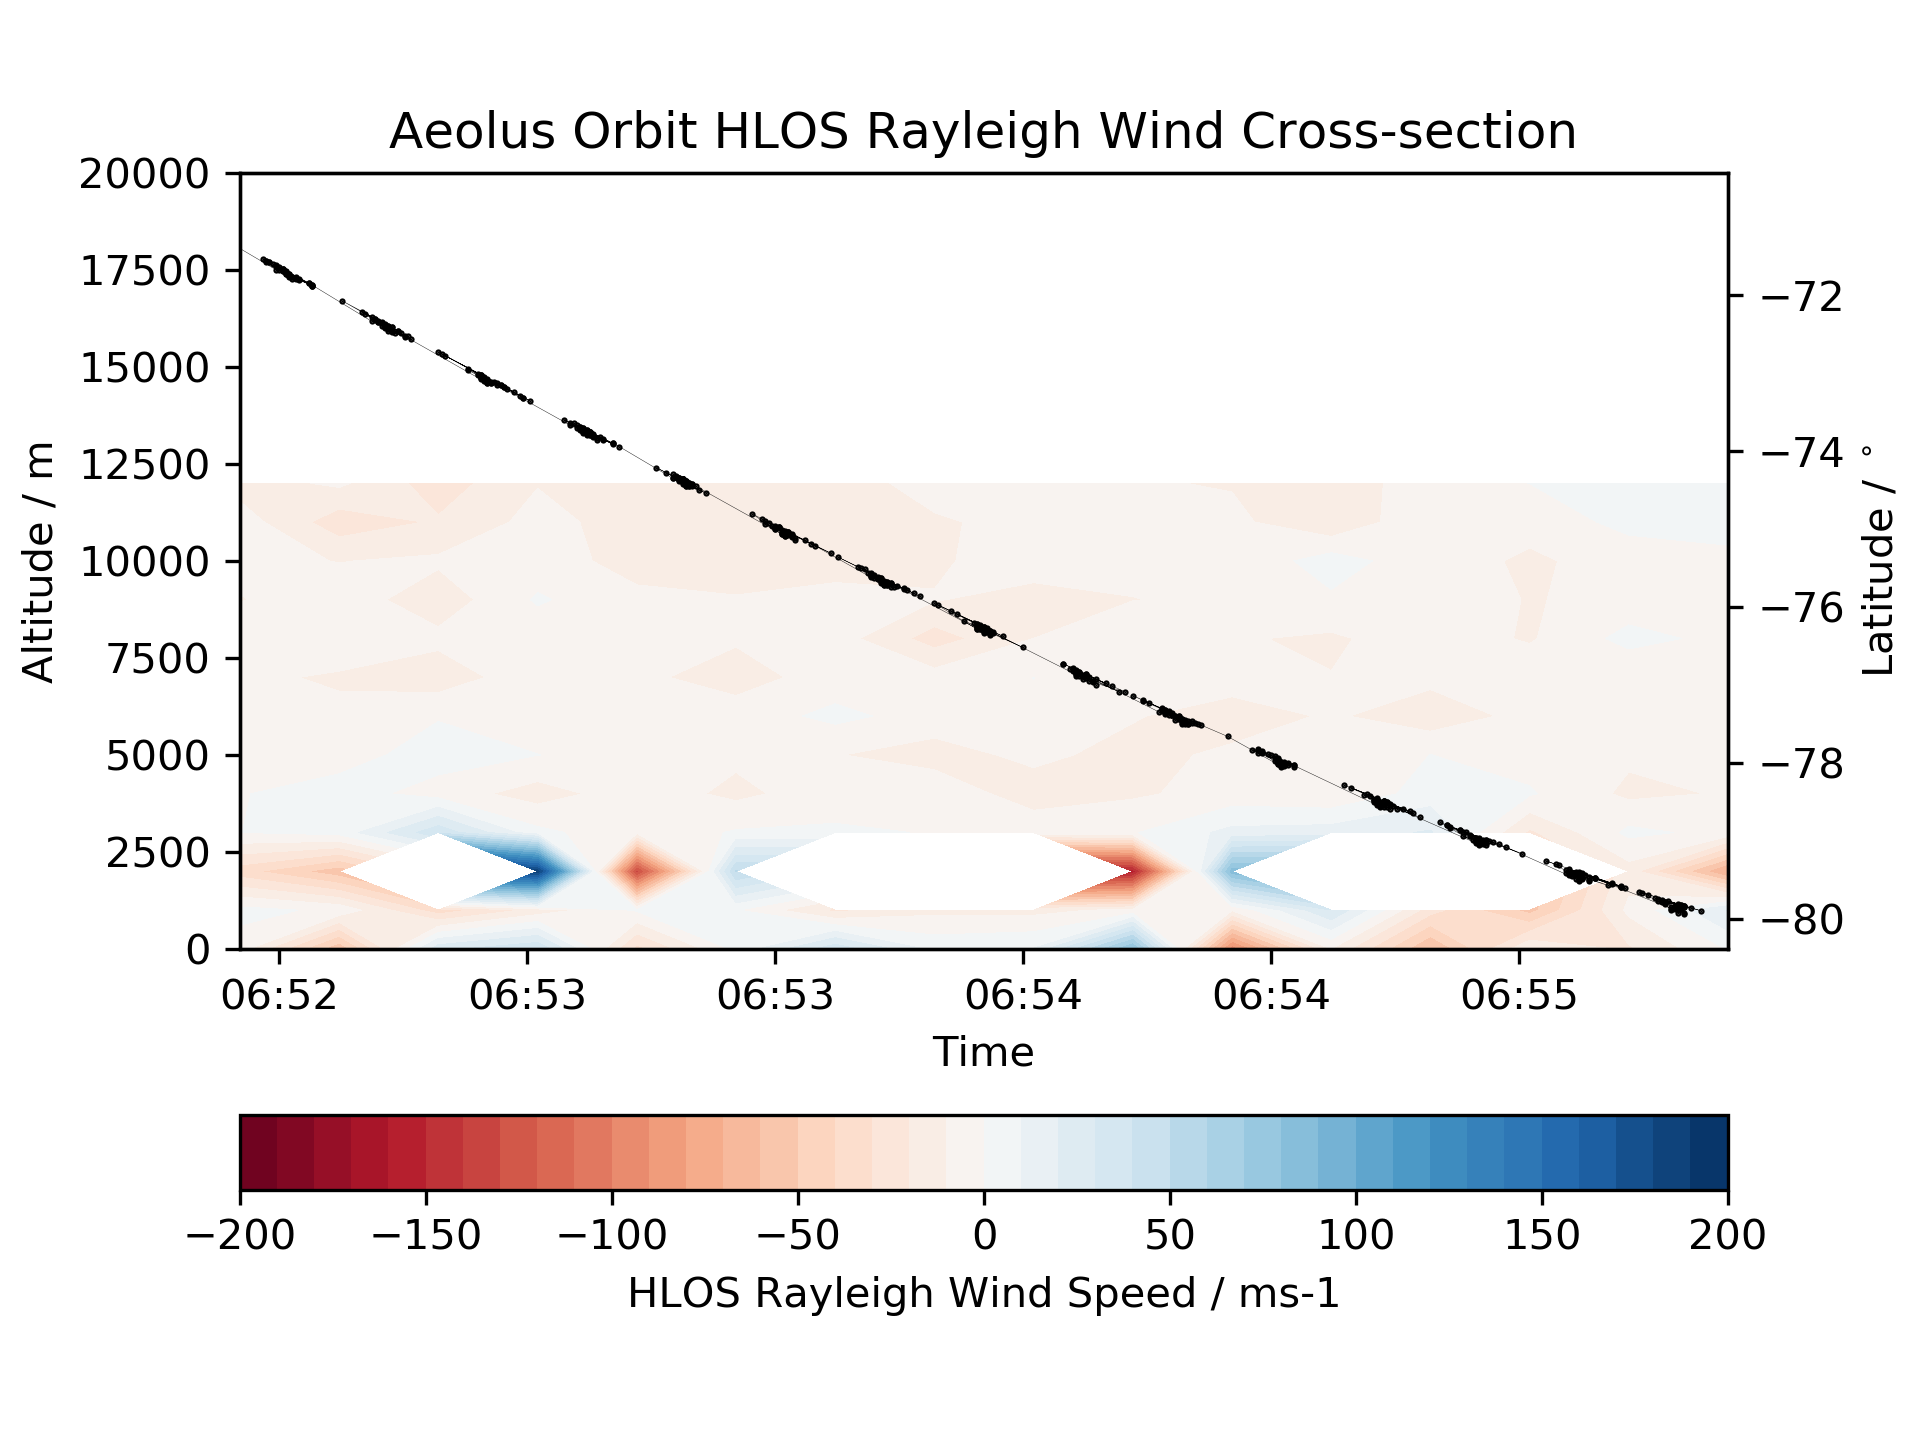 Aeolus Orbit HLOS Rayleigh Wind Cross-section
20000
17500
15000
12500
10000
7500
5000
2500
0
Altitude / m
−72
−74
−76
−78
−80
Latitude / °
06:52 06:53 06:53 06:54 06:54 06:55
Time
−200 −150 −100 −50 0 50 100 150 200
HLOS Rayleigh Wind Speed / ms-1